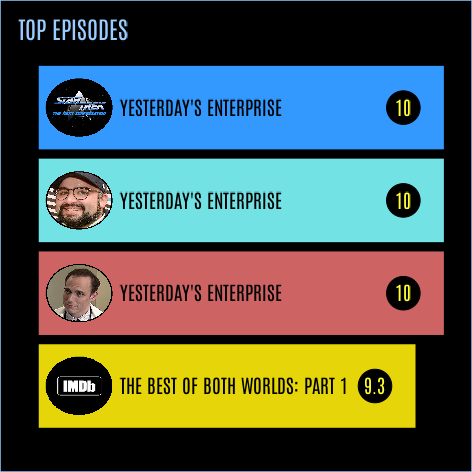 TOP EPISODES
STAR TREK
THE NEXT GENERATION
YESTERDAY'S ENTERPRISE 10
YESTERDAY'S ENTERPRISE 10
YESTERDAY'S ENTERPRISE 10
IMDb THE BEST OF BOTH WORLDS: PART 1 9.3